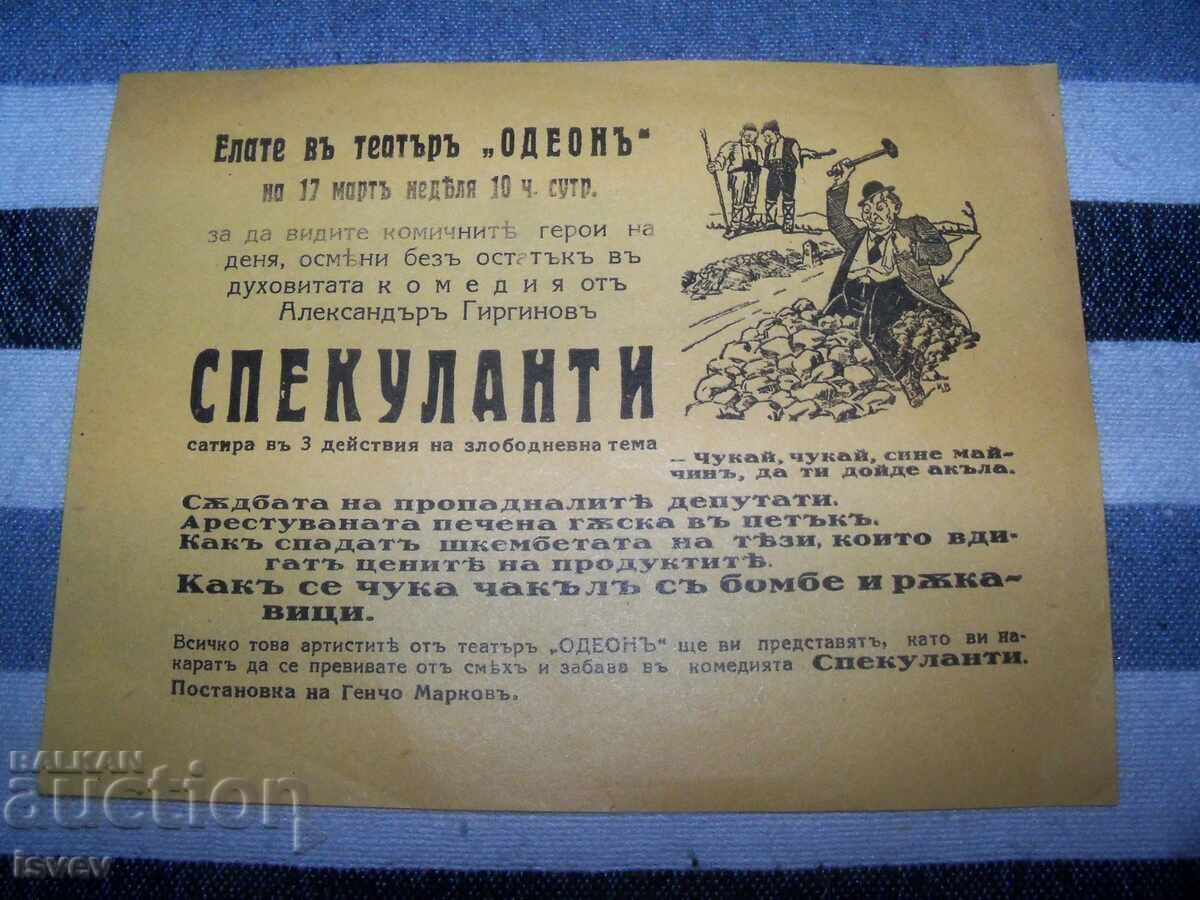 Елате въ театъръ „ОДЕОНЪ“
на 17 мартъ недѣля 10 ч. сутр.
за да видите комичнитѣ герои на
деня, осмѣни безъ остатъкъ въ
духовитата комедия отъ
Александъръ Гиргиновъ
СПЕКУЛАНТИ
сатира въ 3 действия на злободневна тема
– Чукай, чукай, сине май-
чинъ, да ти дойде акъла.
Сѫдбата на пропадналитѣ депутати.
Арестуваната печена гѫска въ петъкъ.
Какъ спадатъ шкембетата на тѣзи, които вди-
гатъ ценитѣ на продуктитѣ.
Какъ се чука чакълъ съ бомбе и рѫка-
вици.
Всичко това артиститѣ отъ театъръ „ОДЕОНЪ“ ще ви представятъ, като ви на-
каратъ да се превивате отъ смѣхъ и забава въ комедията Спекуланти.
Постановка на Генчо Марковъ.
BALKAN
auction
isvev